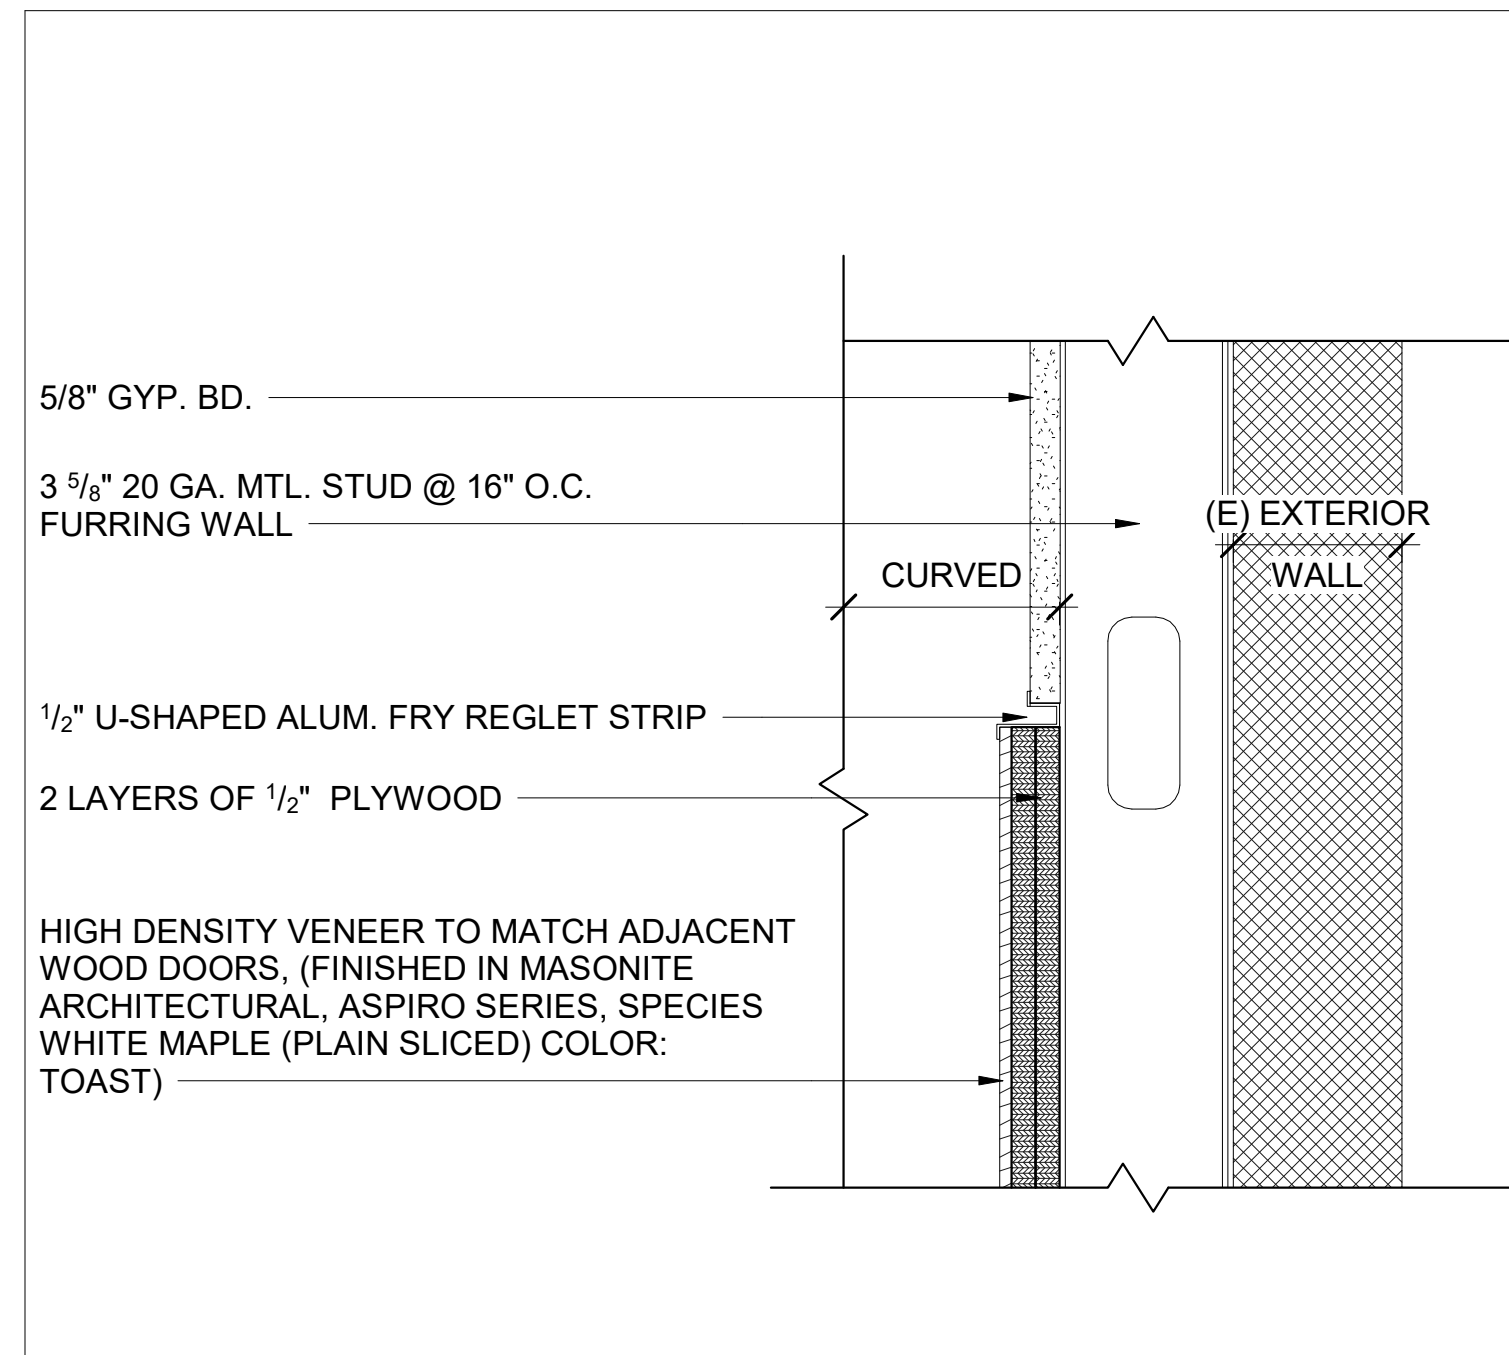 5/8" GYP. BD.
3 5/8" 20 GA. MTL. STUD @ 16" O.C.
FURRING WALL
(E) EXTERIOR
WALL
CURVED
1/2" U-SHAPED ALUM. FRY REGLET STRIP
2 LAYERS OF 1/2" PLYWOOD
HIGH DENSITY VENEER TO MATCH ADJACENT
WOOD DOORS, (FINISHED IN MASONITE
ARCHITECTURAL, ASPIRO SERIES, SPECIES
WHITE MAPLE (PLAIN SLICED) COLOR:
TOAST)